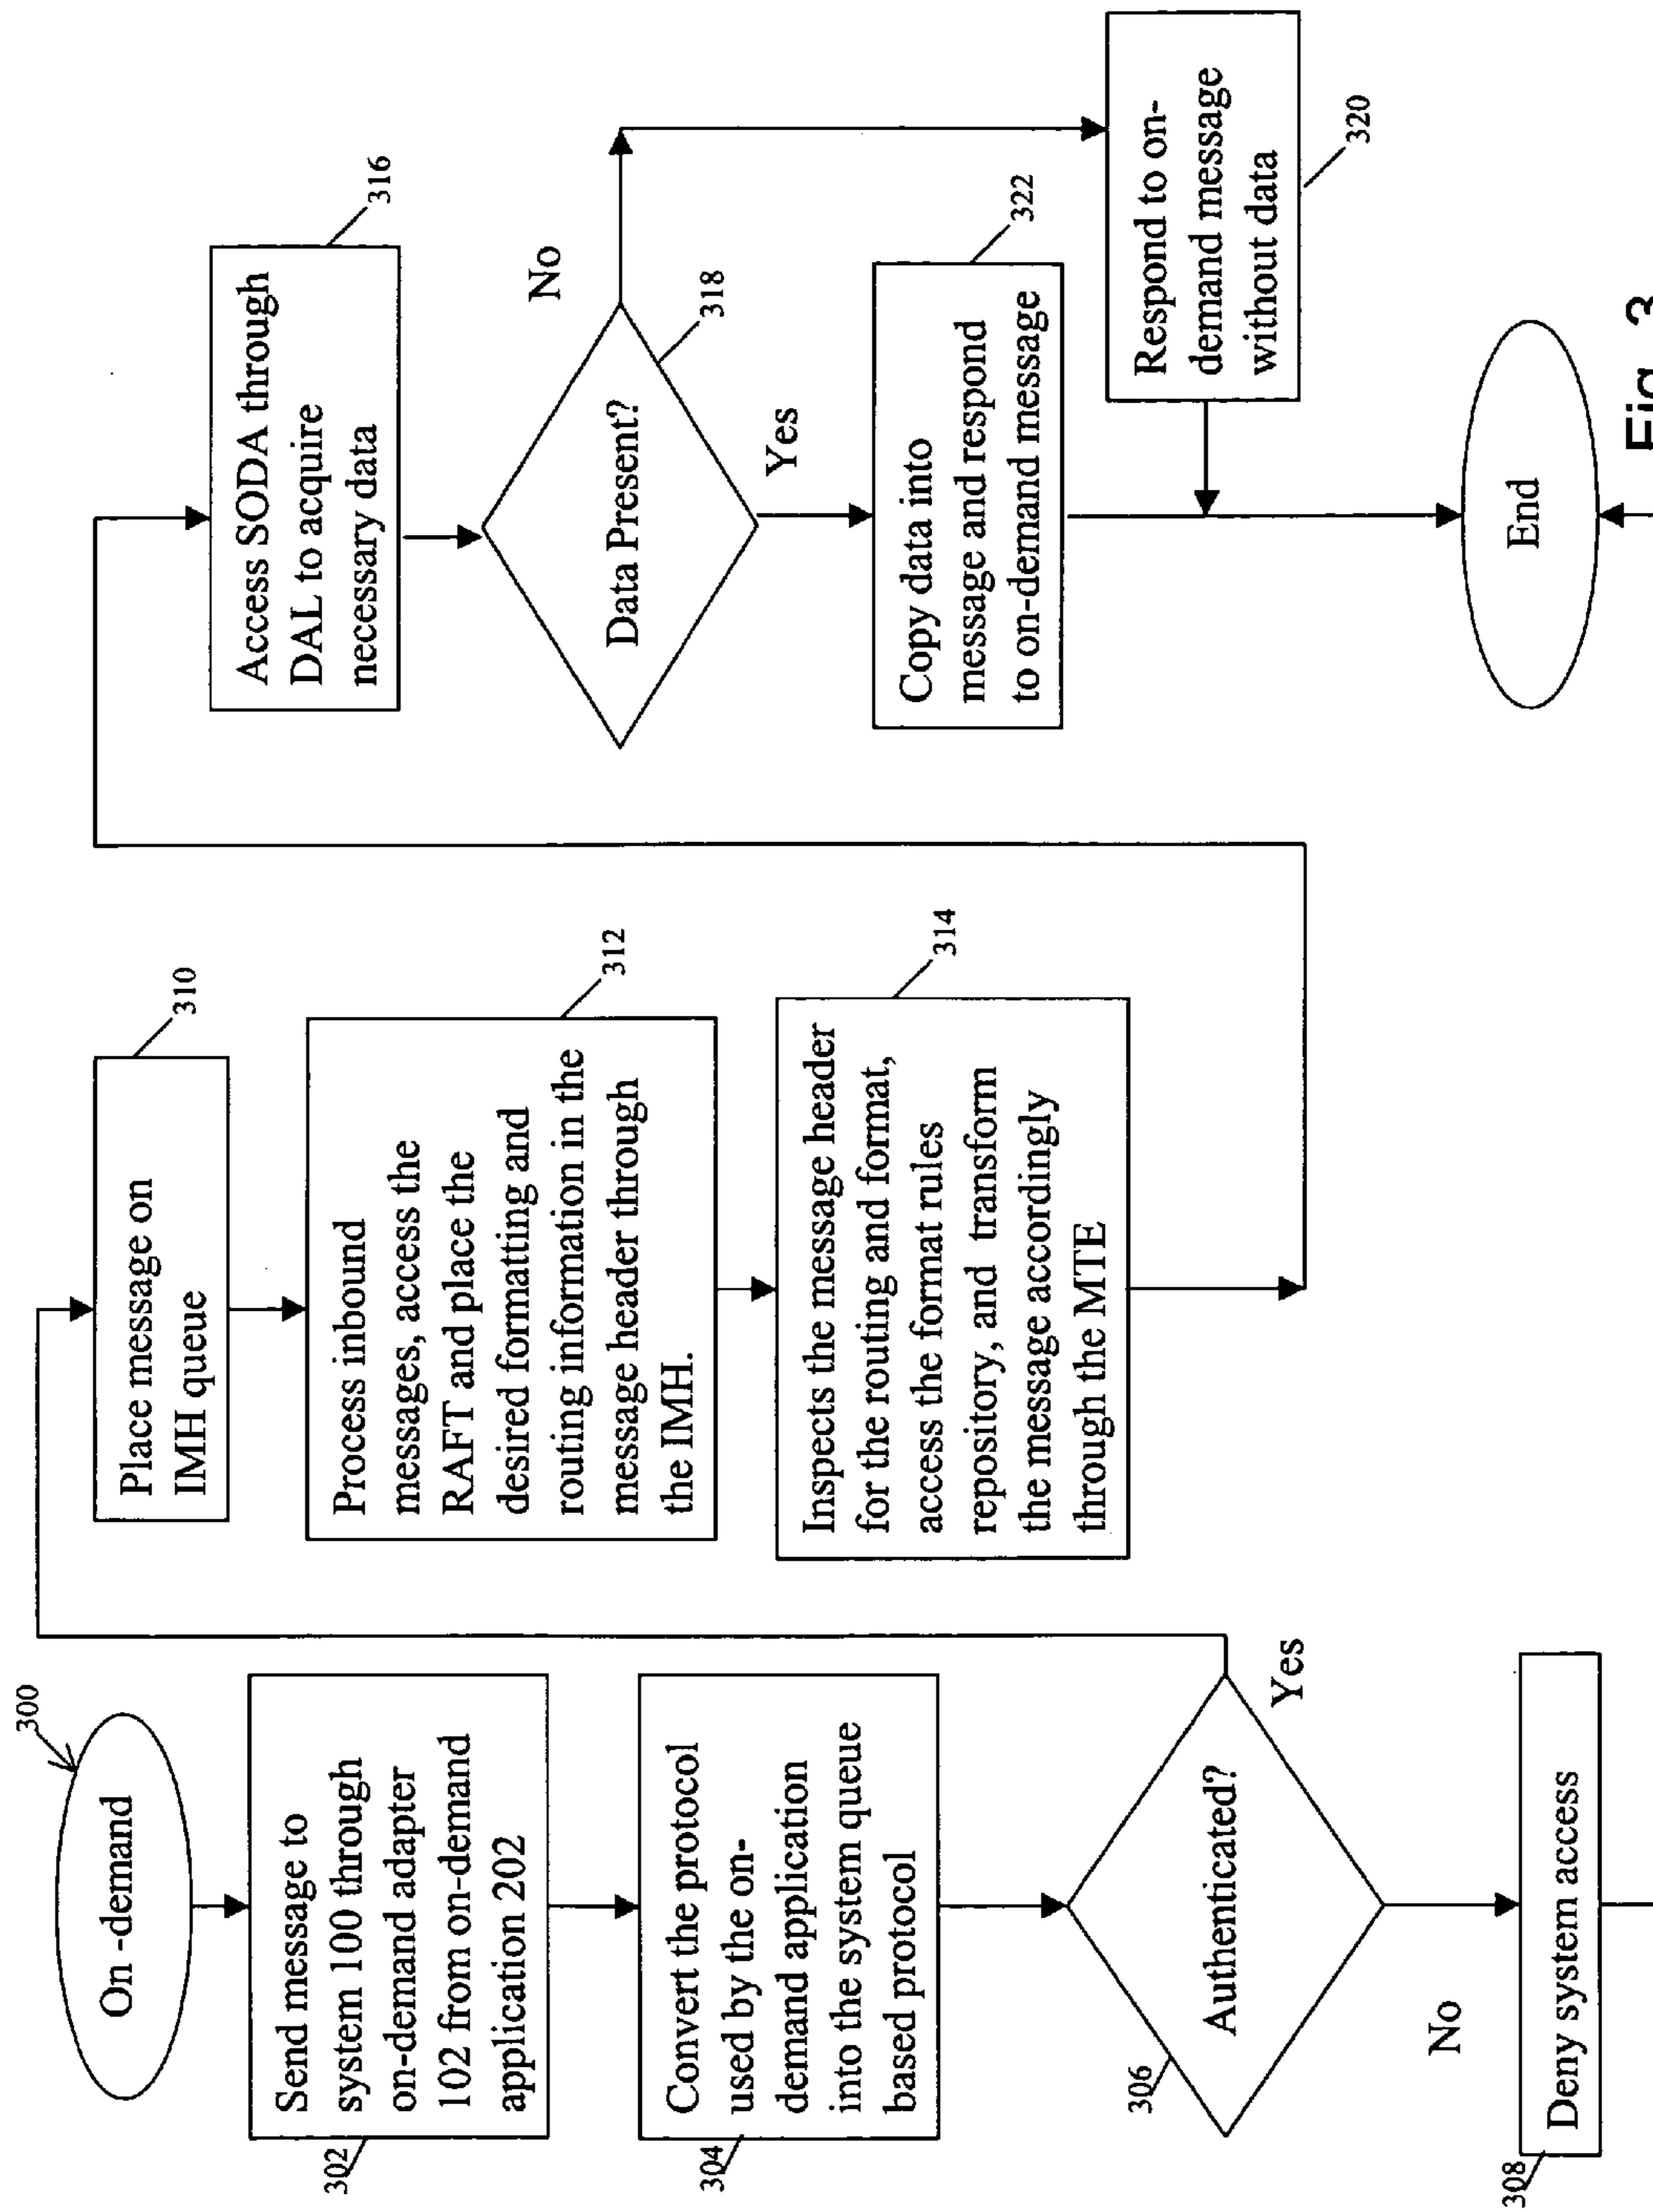 300
On -demand
Send message to
system 100 through
on-demand adapter
102 from on-demand
application 202
302
Convert the protocol
used by the on-
demand application
into the system queue
based protocol
304
Authenticated?
306
Yes
No
Deny system access
308
Place message on
IMH queue
310
Process inbound
messages, access the
RAFT and place the
desired formatting and
routing information in the
message header through
the IMH.
312
Inspects the message header
for the routing and format,
access the format rules
repository, and transform
the message accordingly
through the MTE
314
Access SODA through
DAL to acquire
necessary data
316
Data Present?
318
No
Yes
Copy data into
message and respond
to on-demand message
322
Respond to on-
demand message
without data
320
End
Fig. 3